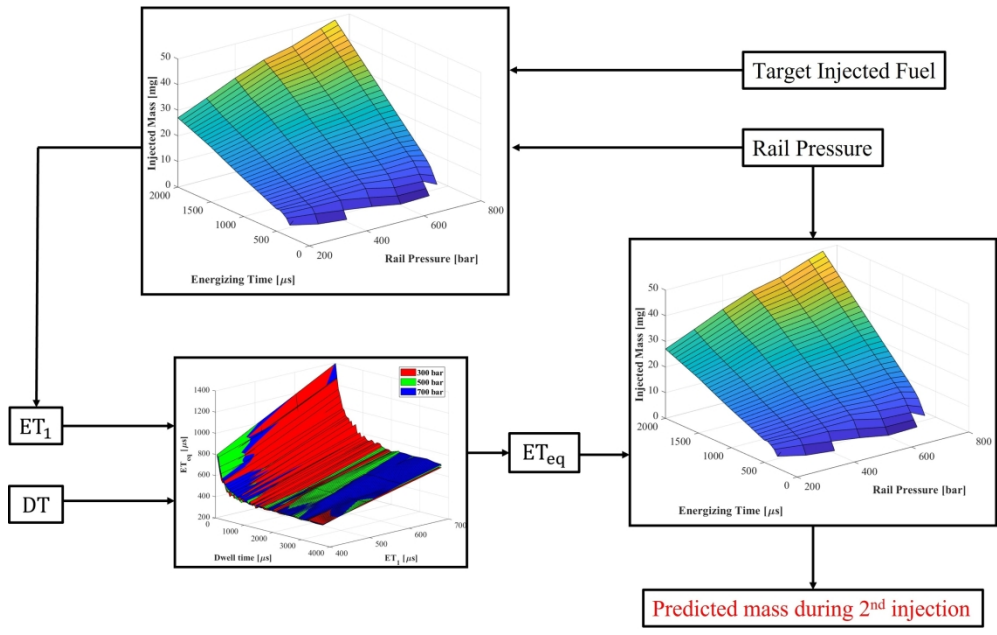 Target Injected Fuel
Rail Pressure
Injected Mass [mg]
50
40
30
20
10
0
2000
1500
1000
500
0
200
400
600
800
Energizing Time [μs]
Rail Pressure [bar]
ET₁
DT
300 bar
500 bar
700 bar
ET_eq [μs]
1400
1200
1000
800
600
400
200
0
1000
2000
3000
4000
400
500
600
700
Dwell time [μs]
ET₁ [μs]
ET_eq
Injected Mass [mg]
50
40
30
20
10
0
2000
1500
1000
500
0
200
400
600
800
Energizing Time [μs]
Rail Pressure [bar]
Predicted mass during 2nd injection